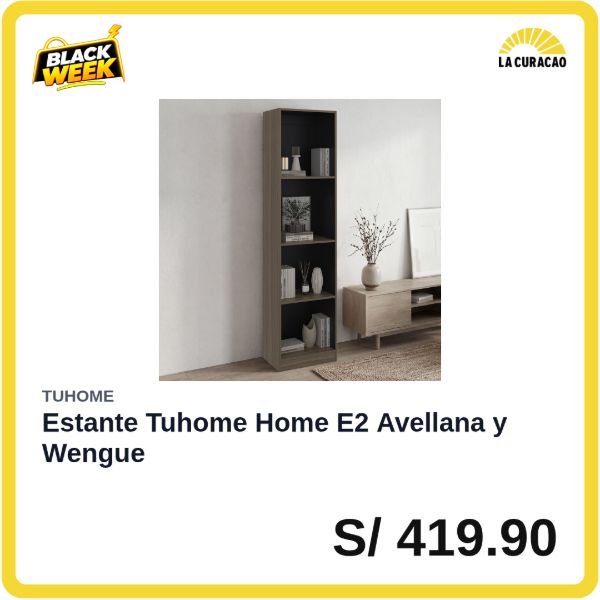 BLACK
WEEK
LA CURACAO
TUHOME
Estante Tuhome Home E2 Avellana y
Wengue
S/ 419.90